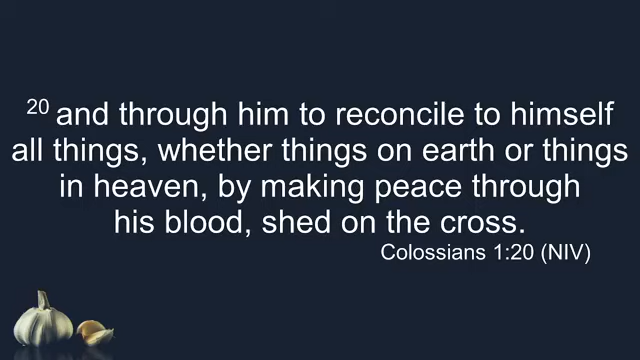 20 and through him to reconcile to himself
all things, whether things on earth or things
in heaven, by making peace through
his blood, shed on the cross.
Colossians 1:20 (NIV)